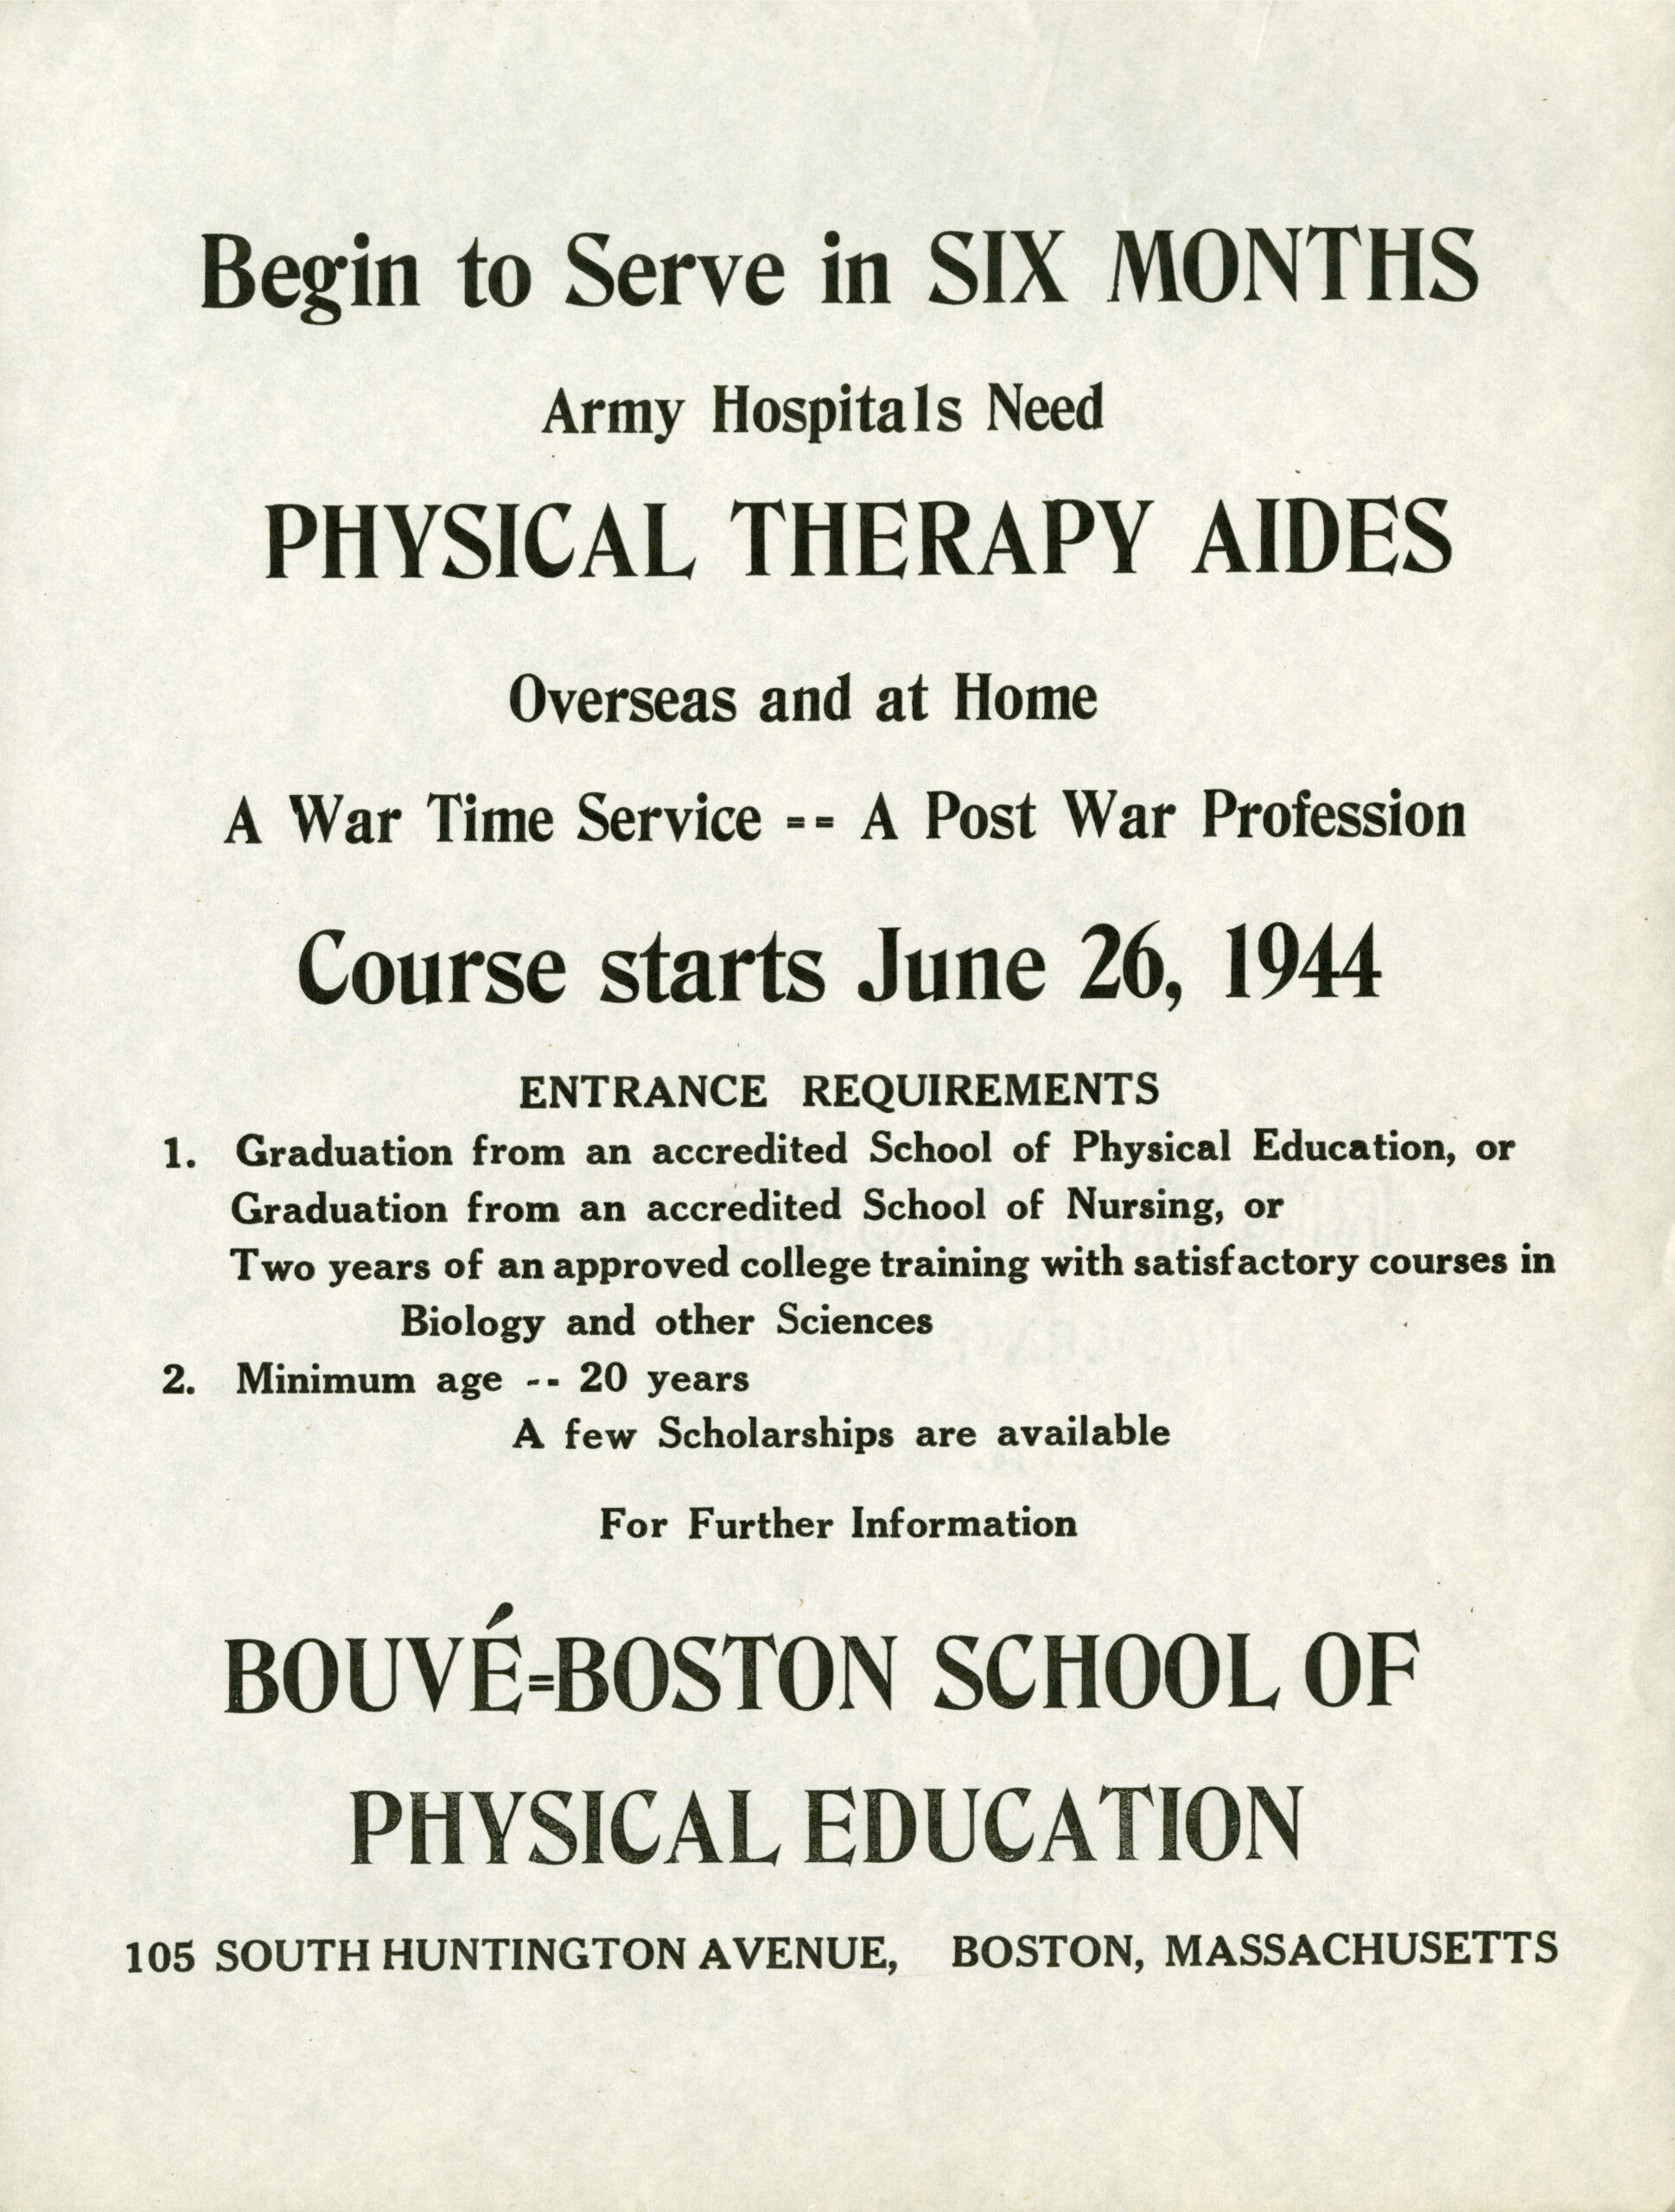 Begin to Serve in SIX MONTHS
Army Hospitals Need
PHYSICAL THERAPY AIDES
Overseas and at Home
A War Time Service -- A Post War Profession
Course starts June 26, 1944
ENTRANCE REQUIREMENTS
1. Graduation from an accredited School of Physical Education, or
Graduation from an accredited School of Nursing, or
Two years of an approved college training with satisfactory courses in
Biology and other Sciences
2. Minimum age -- 20 years
A few Scholarships are available
For Further Information
BOUVÉ=BOSTON SCHOOL OF
PHYSICAL EDUCATION
105 SOUTH HUNTINGTON AVENUE, BOSTON, MASSACHUSETTS